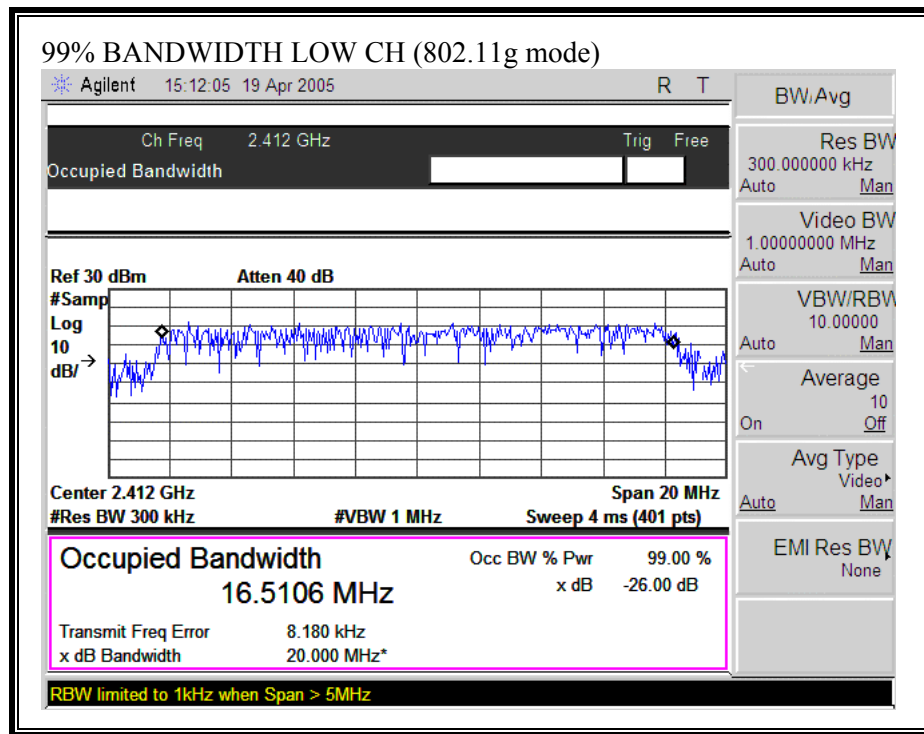 99% BANDWIDTH LOW CH (802.11g mode)
Agilent 15:12:05 19 Apr 2005 R T
BW/Avg
Ch Freq 2.412 GHz Trig Free
Occupied Bandwidth
Res BW
300.000000 kHz
Auto Man
Video BW
1.00000000 MHz
Auto Man
VBW/RBW
10.00000
Auto Man
Average
10
On Off
Avg Type
Video
Auto Man
EMI Res BW
None
Ref 30 dBm Atten 40 dB
#Samp
Log
10
dB/
Center 2.412 GHz Span 20 MHz
#Res BW 300 kHz #VBW 1 MHz Sweep 4 ms (401 pts)
Occupied Bandwidth Occ BW % Pwr 99.00 %
16.5106 MHz x dB -26.00 dB
Transmit Freq Error 8.180 kHz
x dB Bandwidth 20.000 MHz*
RBW limited to 1kHz when Span > 5MHz